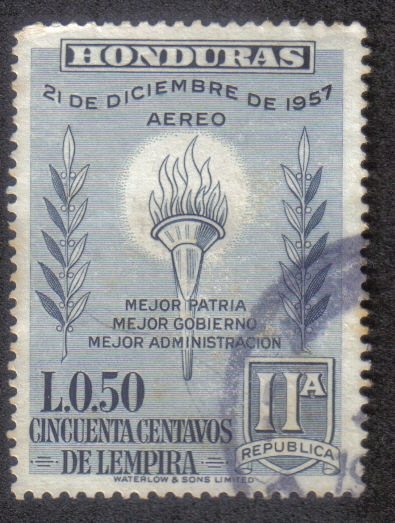 HONDURAS
21 DE DICIEMBRE DE 1957
AEREO
MEJOR PATRIA
MEJOR GOBIERNO
MEJOR ADMINISTRACION
L.0.50
CINCUENTA CENTAVOS
DE LEMPIRA
IIA
REPUBLICA
WATERLOW & SONS LIMITED